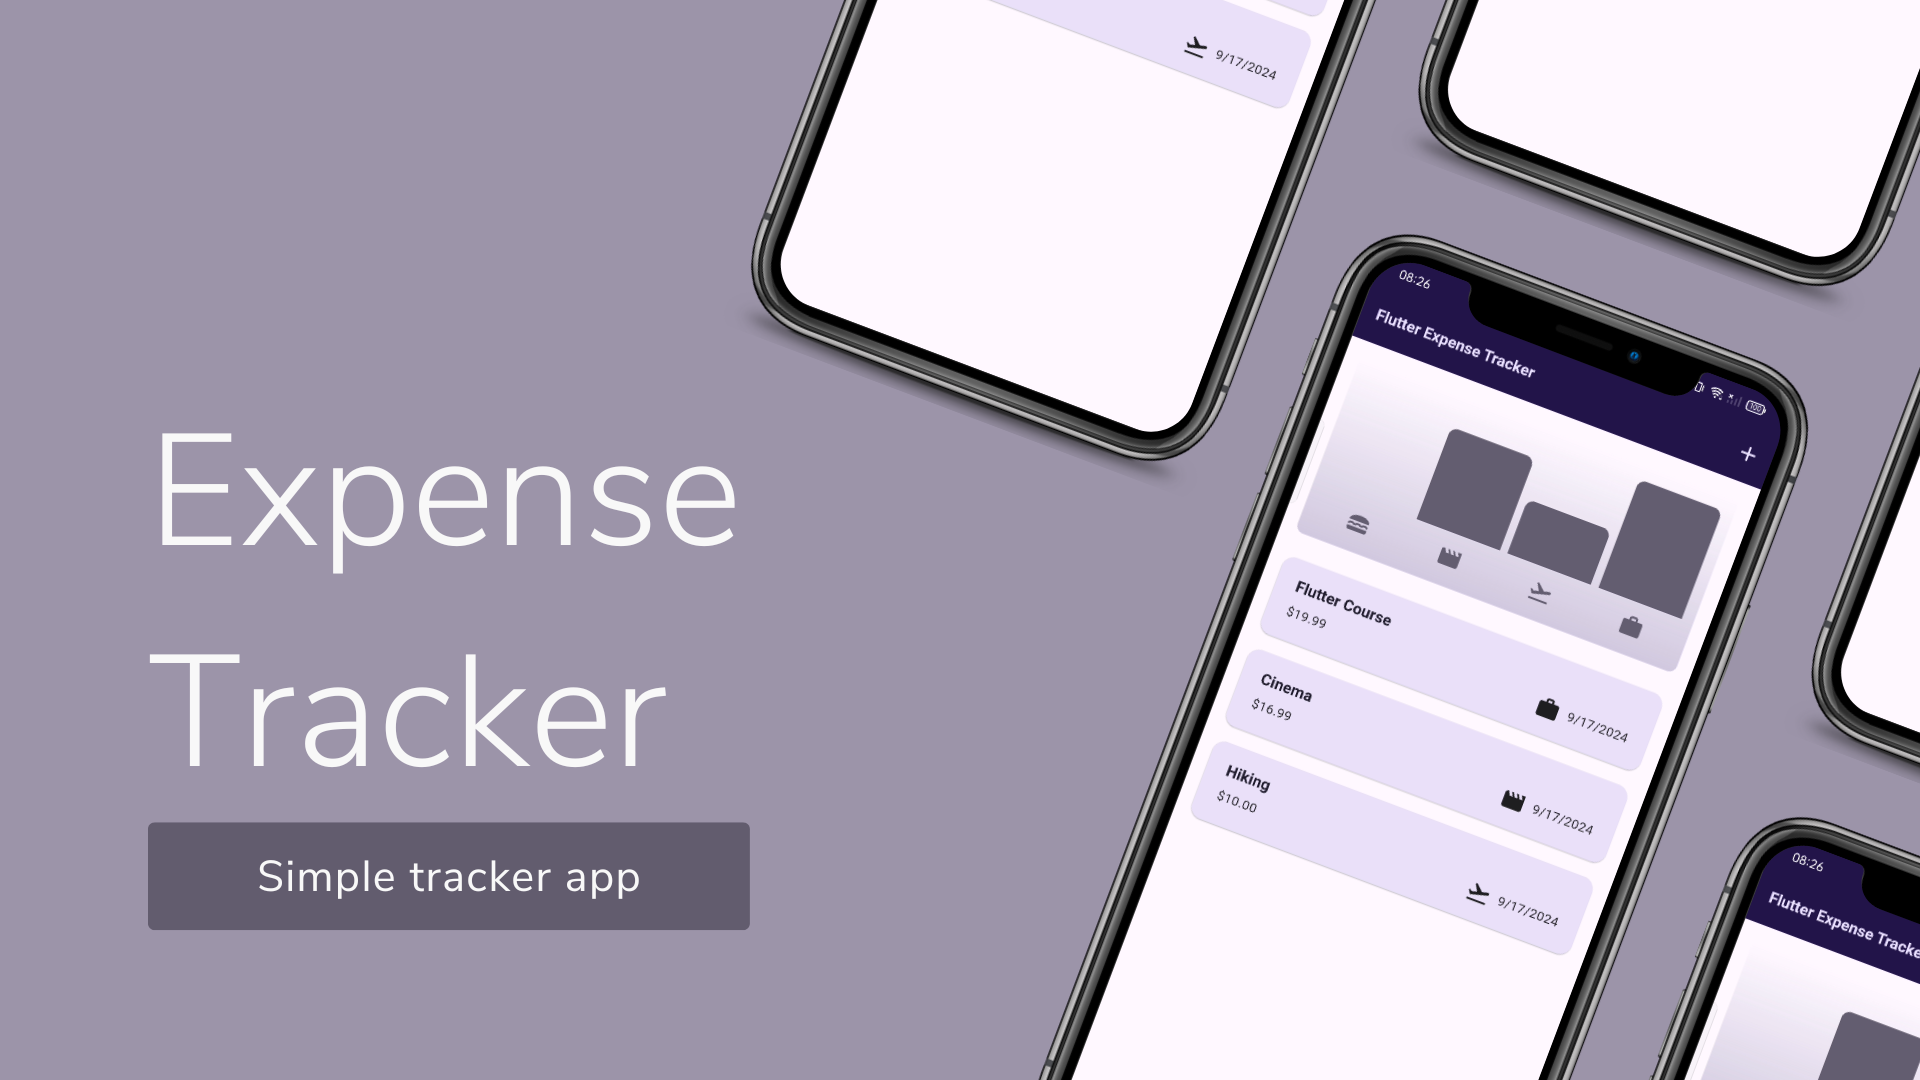 Expense
Tracker
Simple tracker app
9/17/2024
08:26
100
Flutter Expense Tracker
+
Flutter Course
$19.99
9/17/2024
Cinema
$16.99
9/17/2024
Hiking
$10.00
9/17/2024
08:26
Flutter Expense Tracke